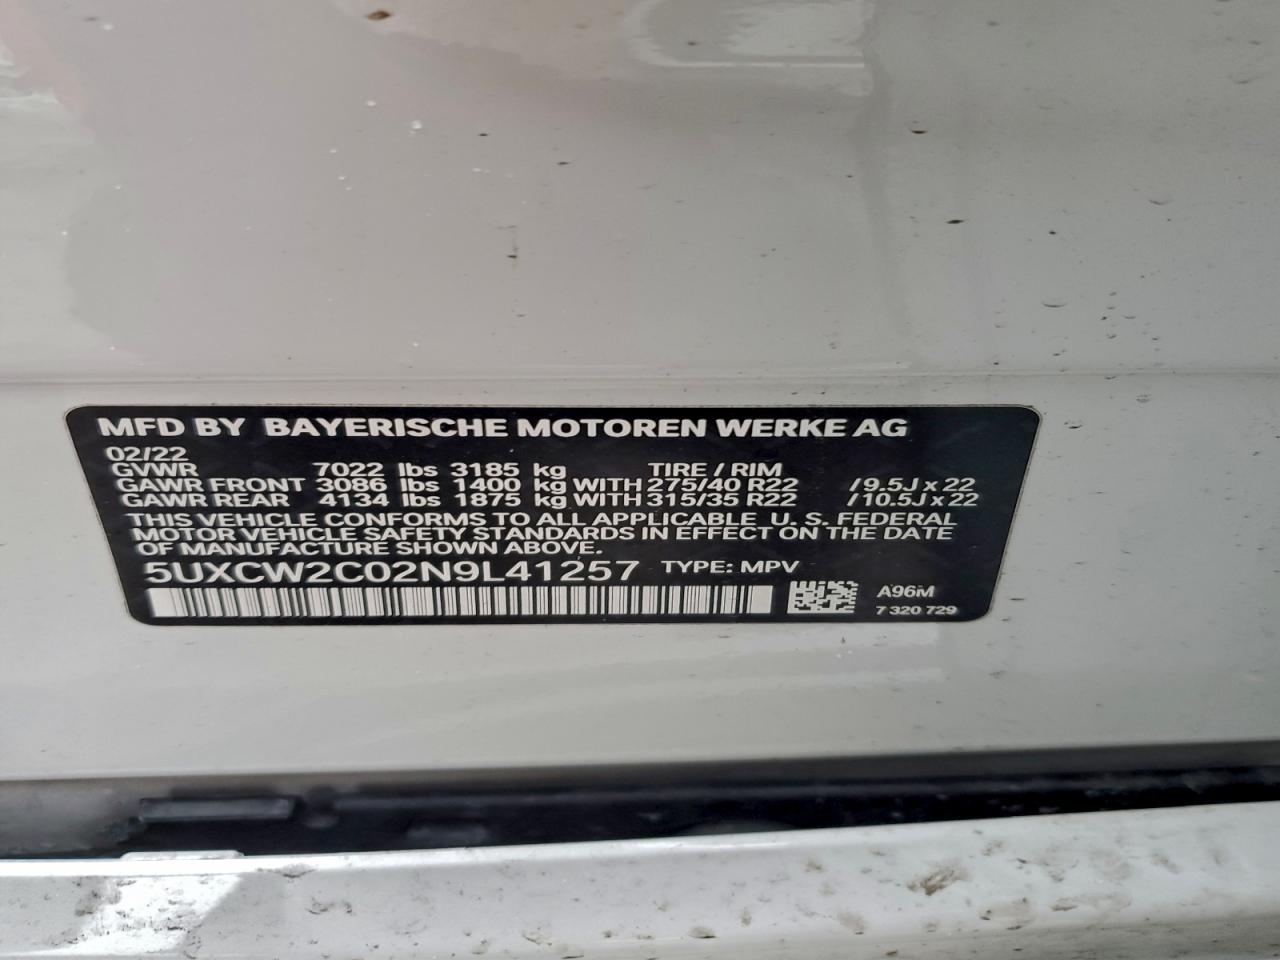 MFD BY BAYERISCHE MOTOREN WERKE AG
02/22
GVWR 7022 lbs 3185 kg TIRE / RIM
GAWR FRONT 3086 lbs 1400 kg WITH 275/40 R22 / 9.5J x 22
GAWR REAR 4134 lbs 1875 kg WITH 315/35 R22 / 10.5J x 22
THIS VEHICLE CONFORMS TO ALL APPLICABLE U. S. FEDERAL
MOTOR VEHICLE SAFETY STANDARDS IN EFFECT ON THE DATE
OF MANUFACTURE SHOWN ABOVE.
5UXCW2C02N9L41257 TYPE: MPV
A96M
7 320 729